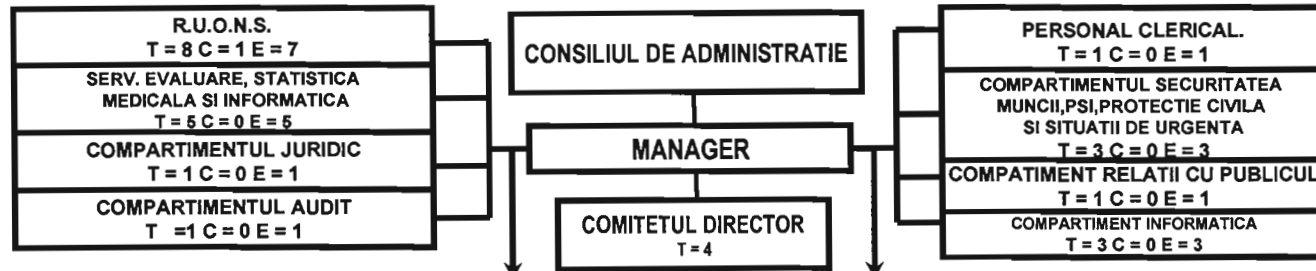 R.U.O.N.S.
T = 8 C = 1 E = 7
SERV. EVALUARE, STATISTICA
MEDICALA SI INFORMATICA
T = 5 C = 0 E = 5
COMPARTIMENTUL JURIDIC
T = 1 C = 0 E = 1
COMPARTIMENTUL AUDIT
T =1 C = 0 E = 1
CONSILIUL DE ADMINISTRATIE
MANAGER
COMITETUL DIRECTOR
T = 4
PERSONAL CLERICAL.
T = 1 C = 0 E = 1
COMPARTIMENTUL SECURITATEA
MUNCII,PSI,PROTECTIE CIVILA
SI SITUATII DE URGENTA
T = 3 C = 0 E = 3
COMPATIMENT RELATII CU PUBLICUL
T = 1 C = 0 E = 1
COMPARTIMENT INFORMATICA
T = 3 C = 0 E = 3